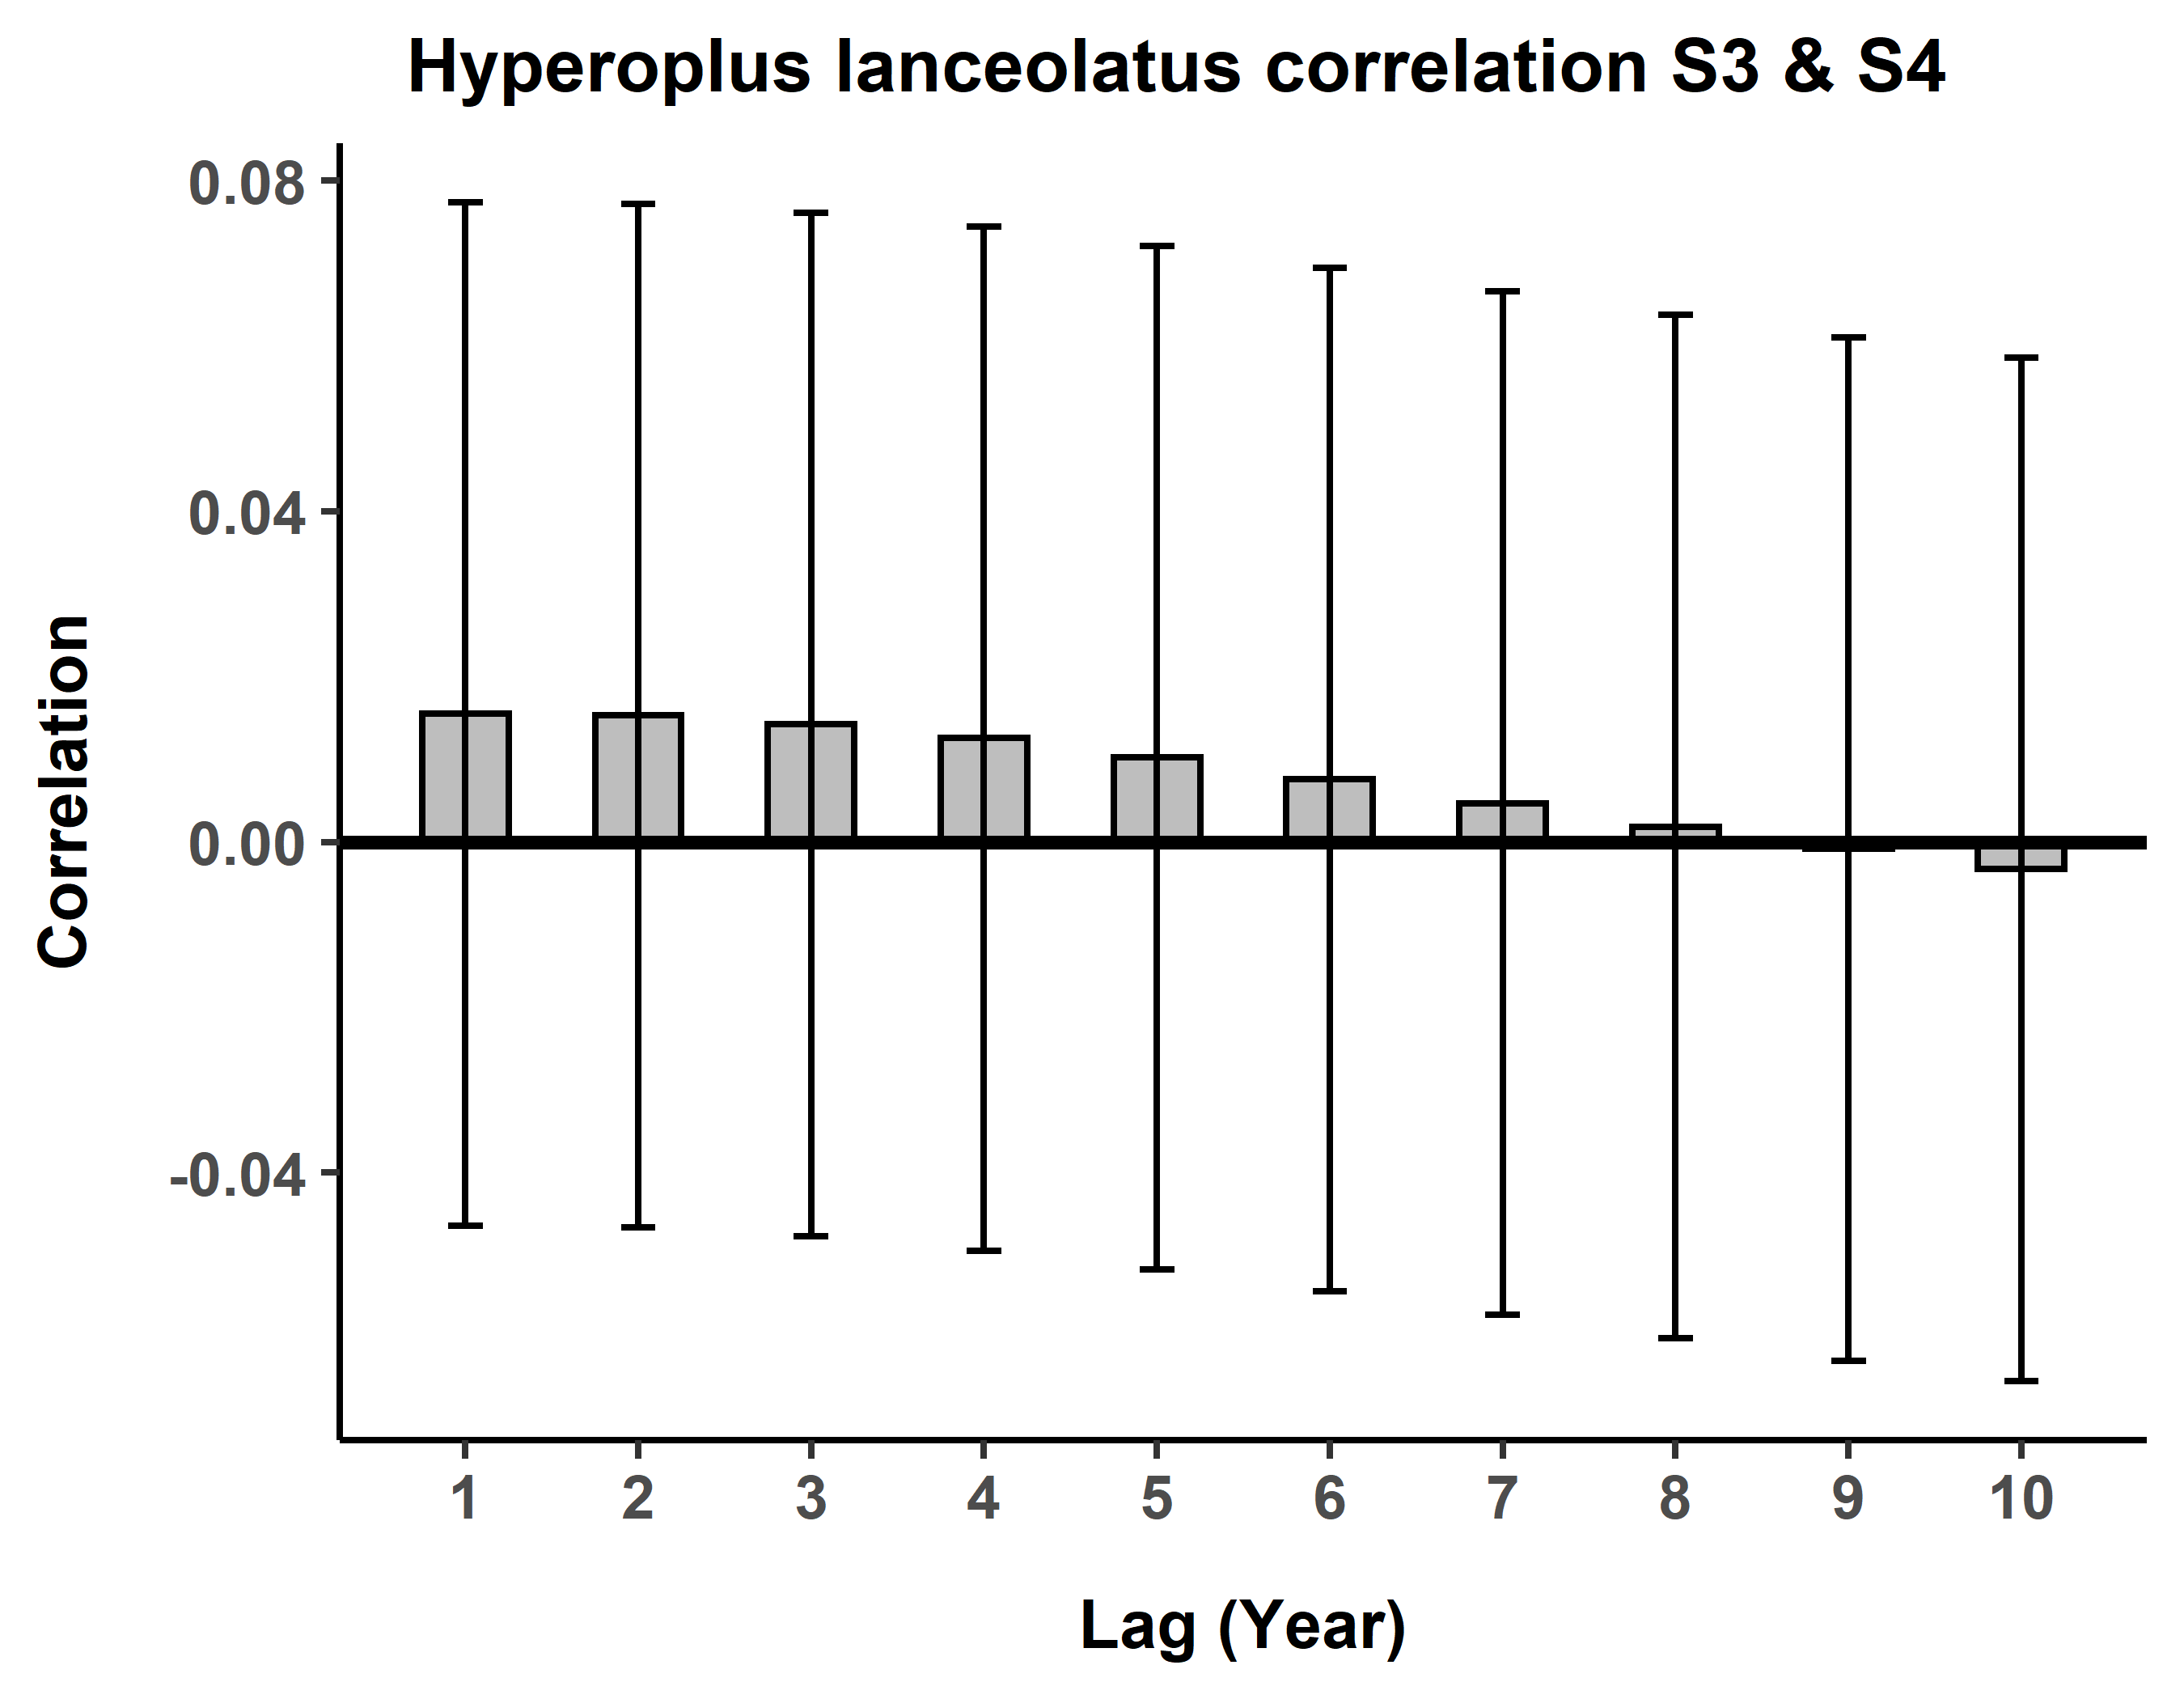 Hyperoplus lanceolatus correlation S3 & S4
0.08
0.04
0.00
-0.04
Correlation
1 2 3 4 5 6 7 8 9 10
Lag (Year)